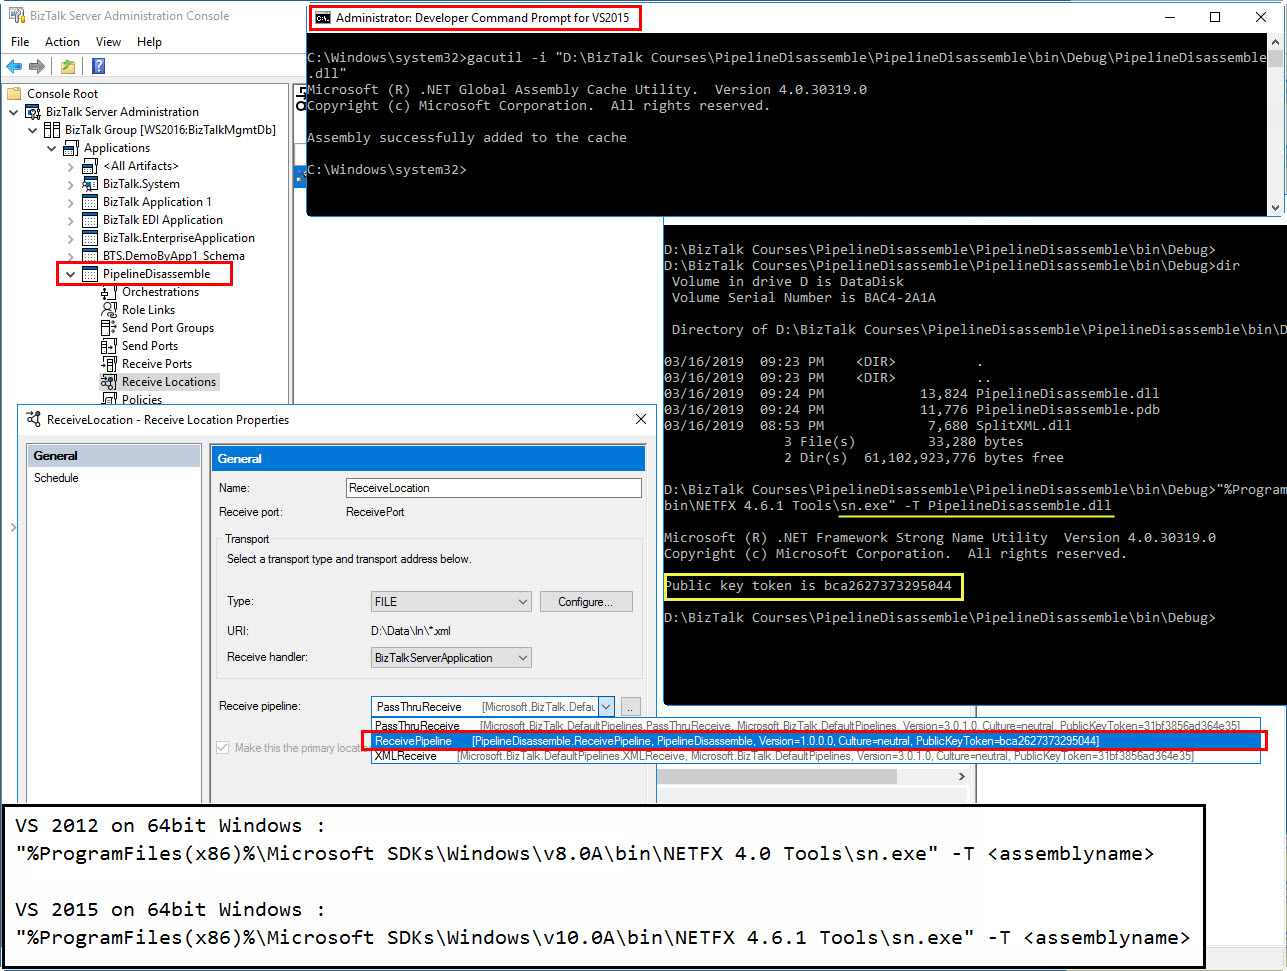 BizTalk Server Administration Console
File Action View Help
Console Root
BizTalk Server Administration
BizTalk Group [WS2016:BizTalkMgmtDb]
Applications
<All Artifacts>
BizTalk.System
BizTalk Application 1
BizTalk EDI Application
BizTalk.EnterpriseApplication
BTS.DemoByApp1_Schema
PipelineDisassemble
Orchestrations
Role Links
Send Port Groups
Send Ports
Receive Ports
Receive Locations
Policies
Administrator: Developer Command Prompt for VS2015
C:\Windows\system32>gacutil -i "D:\BizTalk Courses\PipelineDisassemble\PipelineDisassemble\bin\Debug\PipelineDisassemble
.dll"
Microsoft (R) .NET Global Assembly Cache Utility.  Version 4.0.30319.0
Copyright (c) Microsoft Corporation.  All rights reserved.
Assembly successfully added to the cache
C:\Windows\system32>
D:\BizTalk Courses\PipelineDisassemble\PipelineDisassemble\bin\Debug>
D:\BizTalk Courses\PipelineDisassemble\PipelineDisassemble\bin\Debug>dir
Volume in drive D is DataDisk
Volume Serial Number is BAC4-2A1A
Directory of D:\BizTalk Courses\PipelineDisassemble\PipelineDisassemble\bin\D
03/16/2019  09:23 PM    <DIR>          .
03/16/2019  09:23 PM    <DIR>          ..
03/16/2019  09:24 PM            13,824 PipelineDisassemble.dll
03/16/2019  09:24 PM            11,776 PipelineDisassemble.pdb
03/16/2019  08:53 PM             7,680 SplitXML.dll
3 File(s)         33,280 bytes
2 Dir(s)  61,102,923,776 bytes free
D:\BizTalk Courses\PipelineDisassemble\PipelineDisassemble\bin\Debug>"%Program
bin\NETFX 4.6.1 Tools\sn.exe" -T PipelineDisassemble.dll
Microsoft (R) .NET Framework Strong Name Utility  Version 4.0.30319.0
Copyright (c) Microsoft Corporation.  All rights reserved.
Public key token is bca2627373295044
D:\BizTalk Courses\PipelineDisassemble\PipelineDisassemble\bin\Debug>
ReceiveLocation - Receive Location Properties
General
Schedule
General
Name: ReceiveLocation
Receive port: ReceivePort
Transport
Select a transport type and transport address below.
Type: FILE Configure...
URI: D:\Data\In\*.xml
Receive handler: BizTalkServerApplication
Receive pipeline: PassThruReceive [Microsoft.BizTalk.Defau ..
PassThruReceive [Microsoft.BizTalk.DefaultPipelines.PassThruReceive, Microsoft.BizTalk.DefaultPipelines, Version=3.0.1.0, Culture=neutral, PublicKeyToken=31bf3856ad364e35]
ReceivePipeline [PipelineDisassemble.ReceivePipeline, PipelineDisassemble, Version=1.0.0.0, Culture=neutral, PublicKeyToken=bca2627373295044]
Make this the primary locat
XMLReceive [Microsoft.BizTalk.DefaultPipelines.XMLReceive, Microsoft.BizTalk.DefaultPipelines, Version=3.0.1.0, Culture=neutral, PublicKeyToken=31bf3856ad364e35]
VS 2012 on 64bit Windows :
"%ProgramFiles(x86)%\Microsoft SDKs\Windows\v8.0A\bin\NETFX 4.0 Tools\sn.exe" -T <assemblyname>
VS 2015 on 64bit Windows :
"%ProgramFiles(x86)%\Microsoft SDKs\Windows\v10.0A\bin\NETFX 4.6.1 Tools\sn.exe" -T <assemblyname>